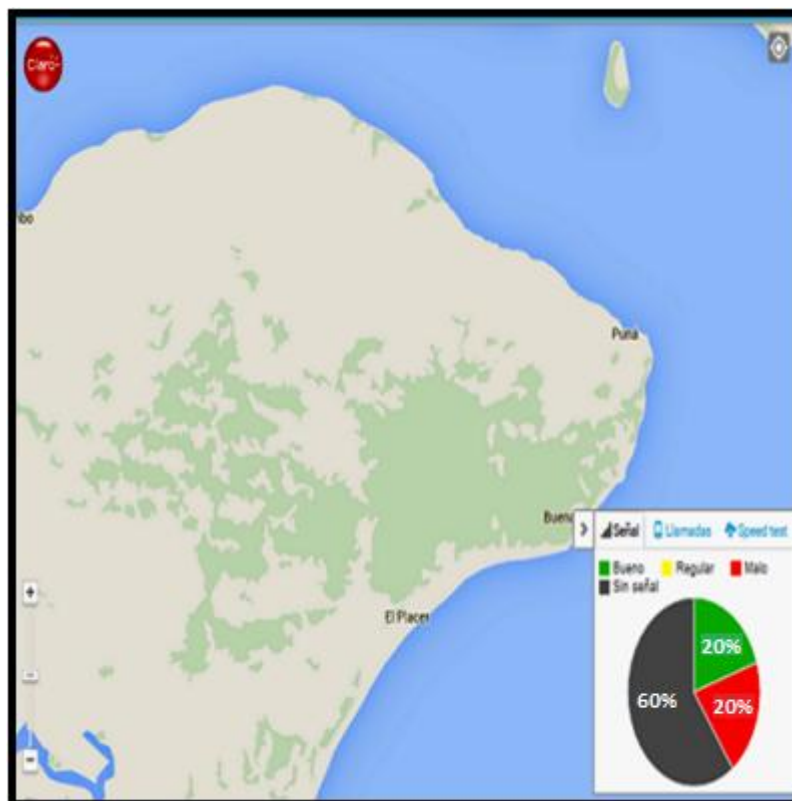 Claro
Puná
El Placer
Señal Llamadas Speed test
Bueno Regular Malo
Sin señal
20%
60% 20%